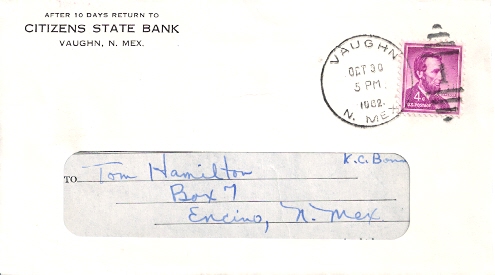 AFTER 10 DAYS RETURN TO
CITIZENS STATE BANK
VAUGHN, N. MEX.
VAUGHN
OCT 30
5 PM
1962
N. MEX.
4¢
U.S. POSTAGE
K.C. Bond
TO Tom Hamilton
Box 7
Encino, N. Mex